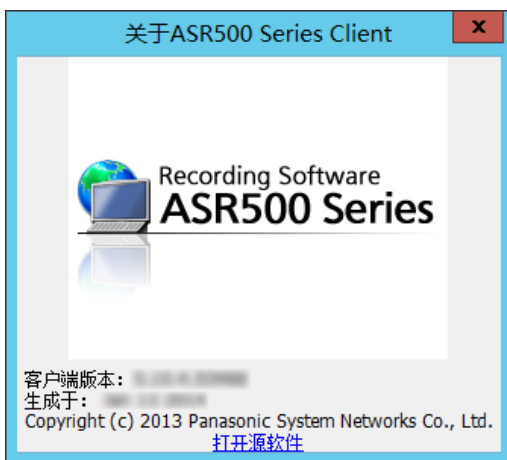 关于ASR500 Series Client
x
Recording Software
ASR500 Series
客户端版本：
生成于：
Copyright (c) 2013 Panasonic System Networks Co., Ltd.
打开源软件